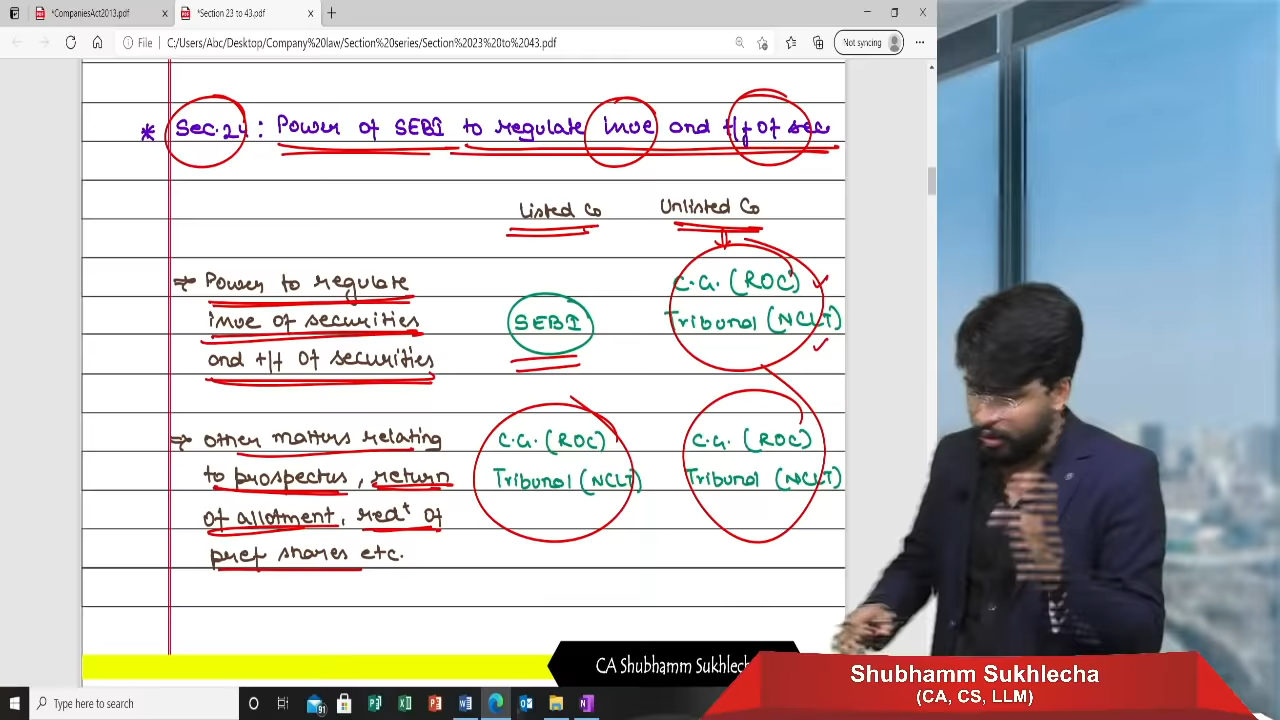 *CompaniesAct2013.pdf
*Section 23 to 43.pdf
File
C:/Users/Abc/Desktop/Company%20law/Section%20series/Section%2023%20to%2043.pdf
Not syncing
* Sec.24 : Power of SEBI to regulate issue and t/f of sec
Listed Co Unlisted Co
⇒ Power to regulate
issue of securities
and t/f of securities
SEBI
C.G. (ROC)
Tribunal (NCLT)
⇒ other matters relating
to prospectus, return
of allotment, redⁿ of
pref shares etc.
C.G. (ROC)
Tribunal (NCLT)
C.G. (ROC)
Tribunal (NCLT)
CA Shubhamm Sukhlecha
Shubhamm Sukhlecha
(CA, CS, LLM)
Type here to search
91